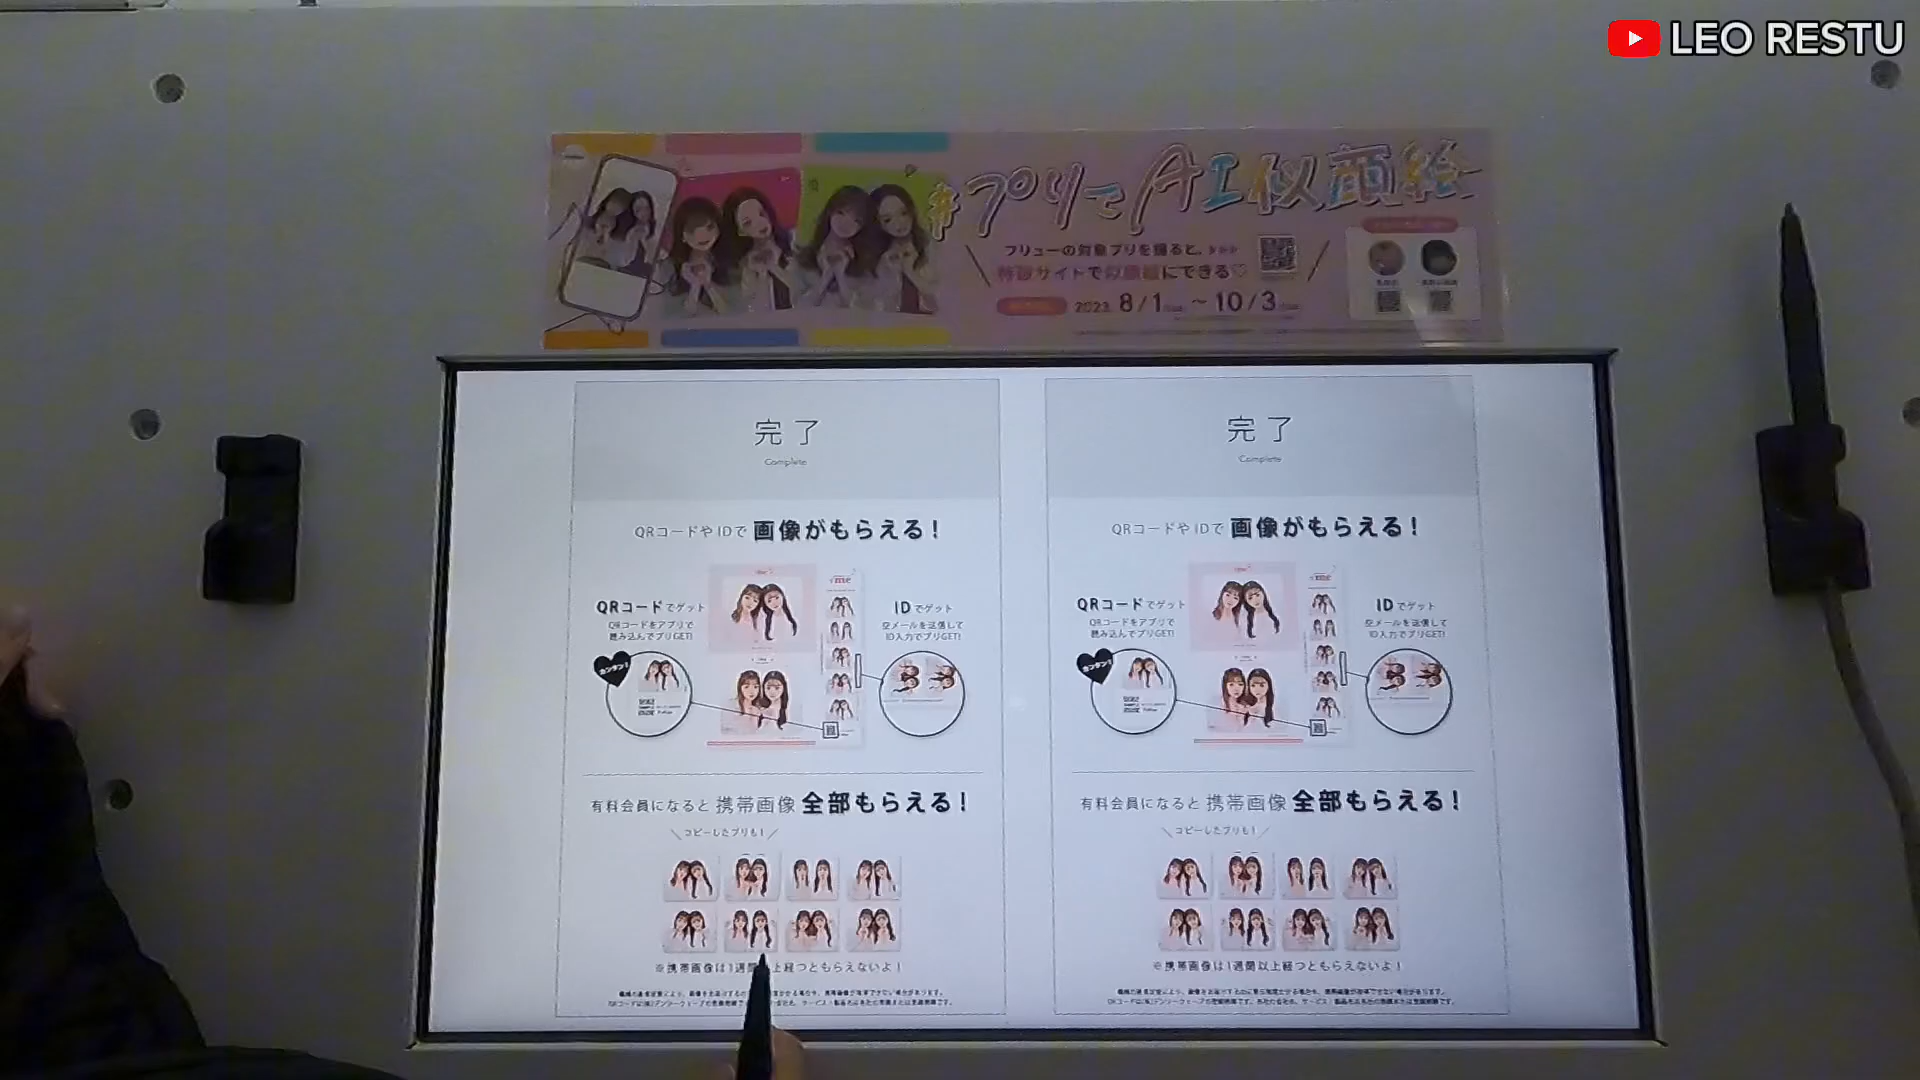 LEO RESTU
#プリでAI似顔絵
フリューの対象プリを撮ると、
特設サイトで似顔絵にできる♡
2023 8/1 ~ 10/3
完了
Complete
QRコードやIDで 画像がもらえる!
QRコードでゲット
QRコードをアプリで
読み込んでプリGET!
カンタン!
IDでゲット
空メールを送信して
ID入力でプリGET!
有料会員になると 携帯画像 全部もらえる!
\ コピーしたプリも! /
※携帯画像は1週間 上経つともらえないよ!
完了
Complete
QRコードやIDで 画像がもらえる!
QRコードでゲット
QRコードをアプリで
読み込んでプリGET!
カンタン!
IDでゲット
空メールを送信して
ID入力でプリGET!
有料会員になると 携帯画像 全部もらえる!
\ コピーしたプリも! /
※携帯画像は1週間以上経つともらえないよ!